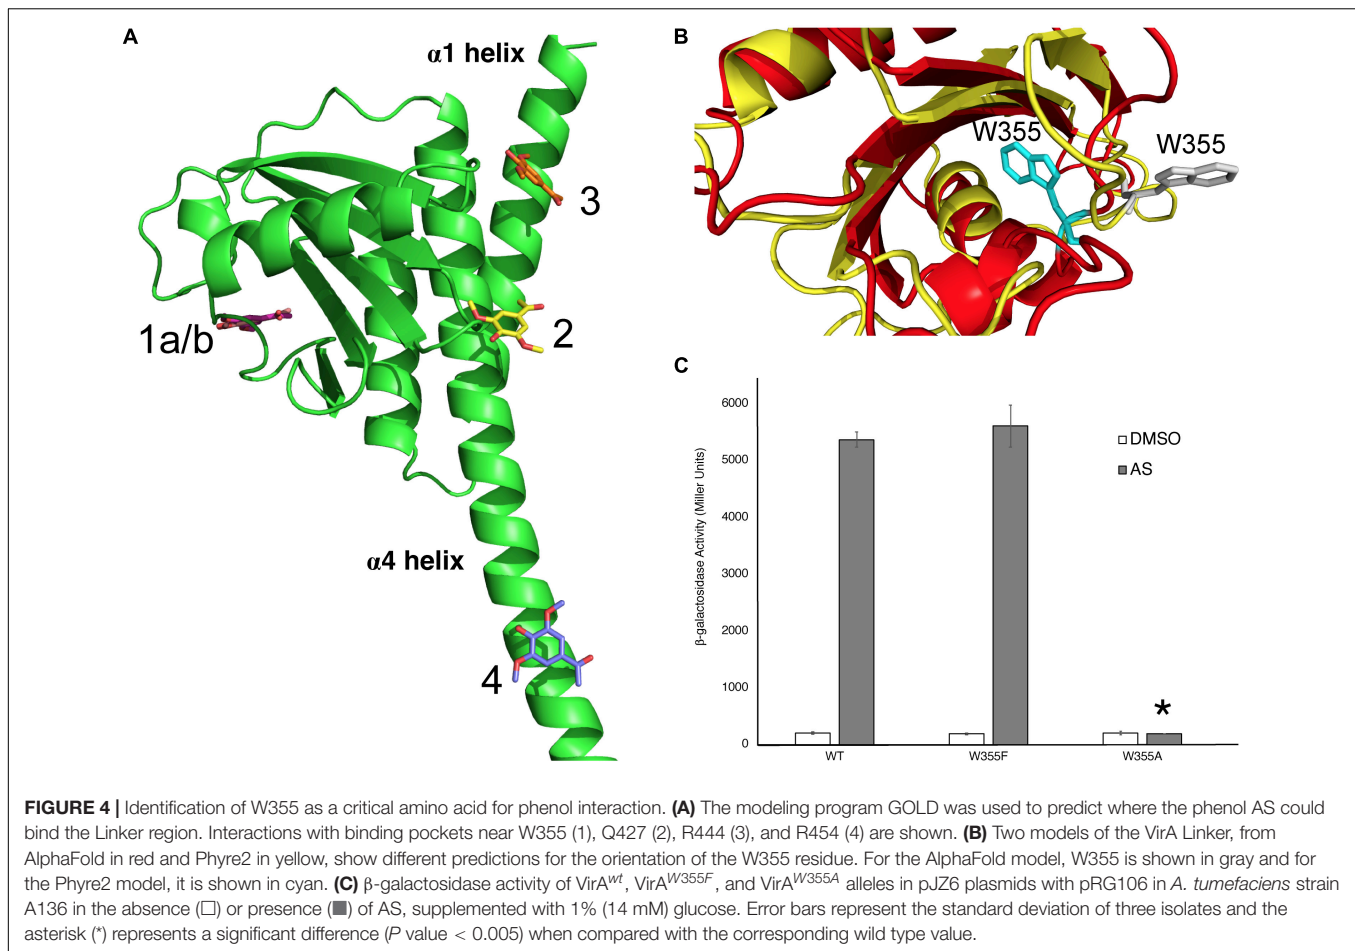 A
α1 helix
3
2
1a/b
α4 helix
4
B
W355
W355
C
β-galactosidase Activity (Miller Units)
6000
5000
4000
3000
2000
1000
0
□ DMSO
■ AS
*
WT W355F W355A
FIGURE 4 | Identification of W355 as a critical amino acid for phenol interaction. (A) The modeling program GOLD was used to predict where the phenol AS could
bind the Linker region. Interactions with binding pockets near W355 (1), Q427 (2), R444 (3), and R454 (4) are shown. (B) Two models of the VirA Linker, from
AlphaFold in red and Phyre2 in yellow, show different predictions for the orientation of the W355 residue. For the AlphaFold model, W355 is shown in gray and for
the Phyre2 model, it is shown in cyan. (C) β-galactosidase activity of VirAwt, VirAW355F, and VirAW355A alleles in pJZ6 plasmids with pRG106 in A. tumefaciens strain
A136 in the absence (□) or presence (■) of AS, supplemented with 1% (14 mM) glucose. Error bars represent the standard deviation of three isolates and the
asterisk (*) represents a significant difference (P value < 0.005) when compared with the corresponding wild type value.